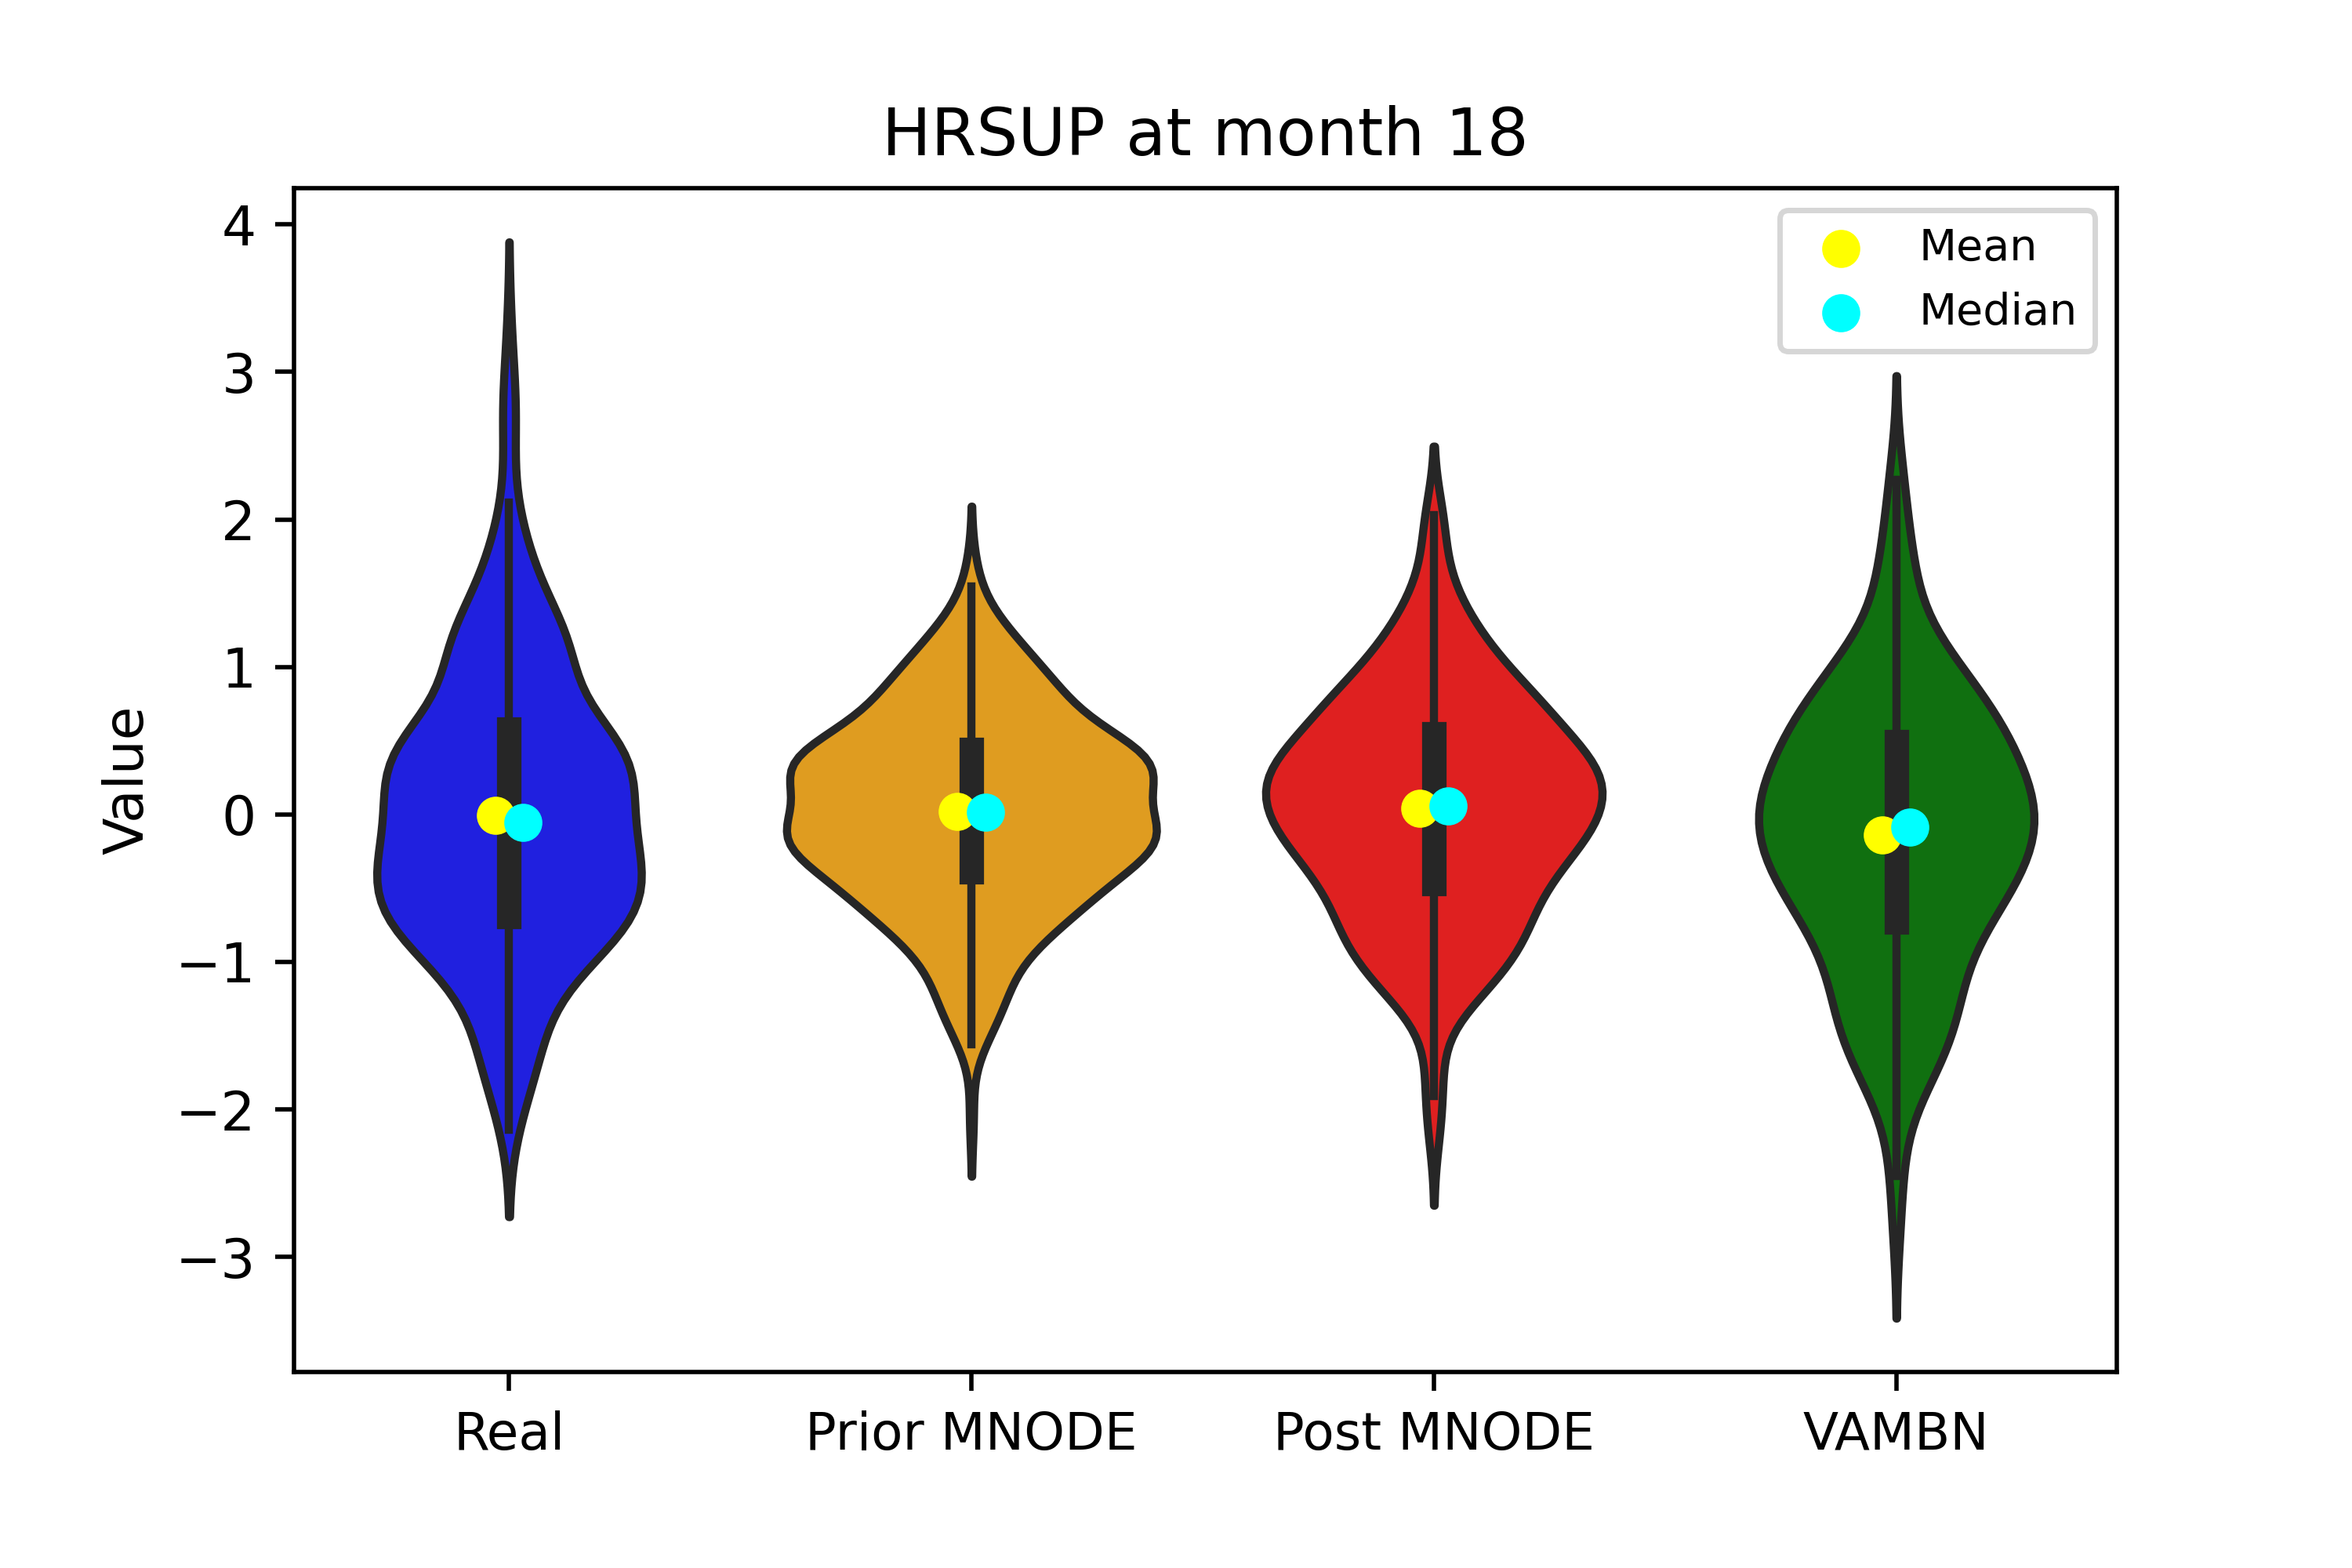 HRSUP at month 18
Mean
Median
4
3
2
1
0
−1
−2
−3
Value
Real
Prior MNODE
Post MNODE
VAMBN